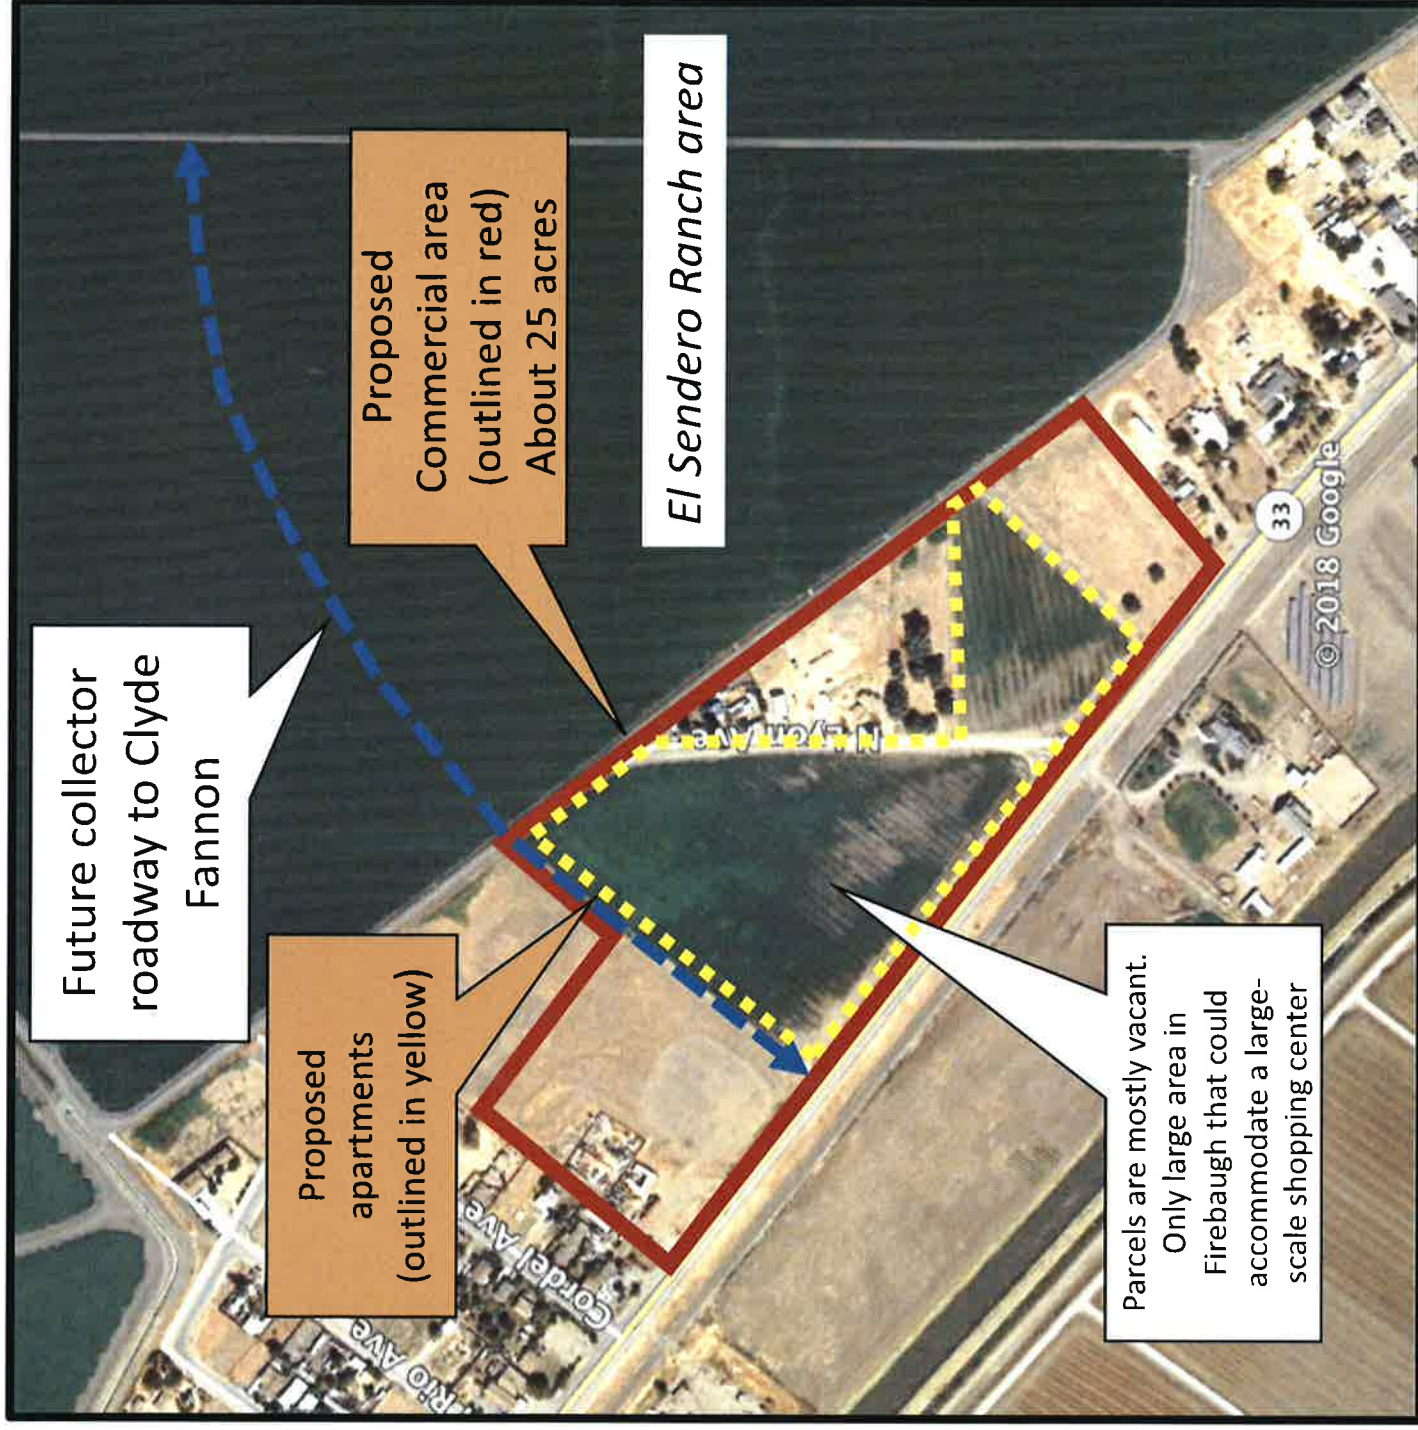 Future collector
roadway to Clyde
Fannon
Proposed
apartments
(outlined in yellow)
Proposed
Commercial area
(outlined in red)
About 25 acres
El Sendero Ranch area
N Lyon Ave
Cordel Ave
Rio Ave
Parcels are mostly vacant.
Only large area in
Firebaugh that could
accommodate a large-
scale shopping center
33
© 2018 Google